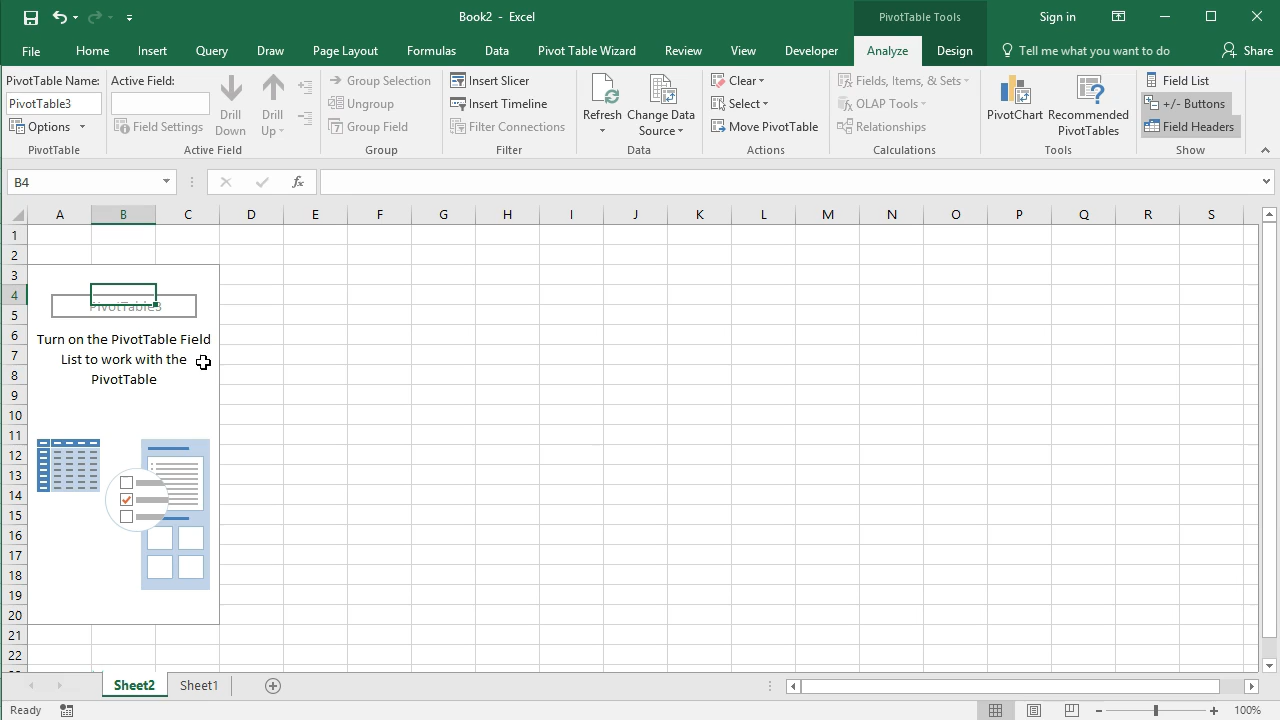 Book2 - Excel
PivotTable Tools
Sign in
File Home Insert Query Draw Page Layout Formulas Data Pivot Table Wizard Review View Developer Analyze Design Tell me what you want to do Share
PivotTable Name:
PivotTable3
Options
PivotTable
Active Field:
Field Settings
Drill Down
Drill Up
Active Field
Group Selection
Ungroup
Group Field
Group
Insert Slicer
Insert Timeline
Filter Connections
Filter
Refresh
Change Data Source
Data
Clear
Select
Move PivotTable
Actions
Fields, Items, & Sets
OLAP Tools
Relationships
Calculations
PivotChart
Recommended PivotTables
Tools
Field List
+/- Buttons
Field Headers
Show
B4
fx
A B C D E F G H I J K L M N O P Q R S
1
2
3
4
5
6
7
8
9
10
11
12
13
14
15
16
17
18
19
20
21
22
PivotTable3
Turn on the PivotTable Field
List to work with the
PivotTable
Sheet2 Sheet1
Ready
100%